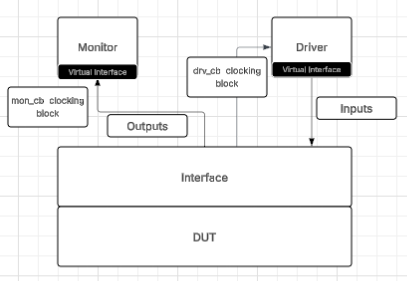 Monitor
Virtual Interface
Driver
Virtual Interface
drv_cb clocking
block
mon_cb clocking
block
Outputs
Inputs
Interface
DUT